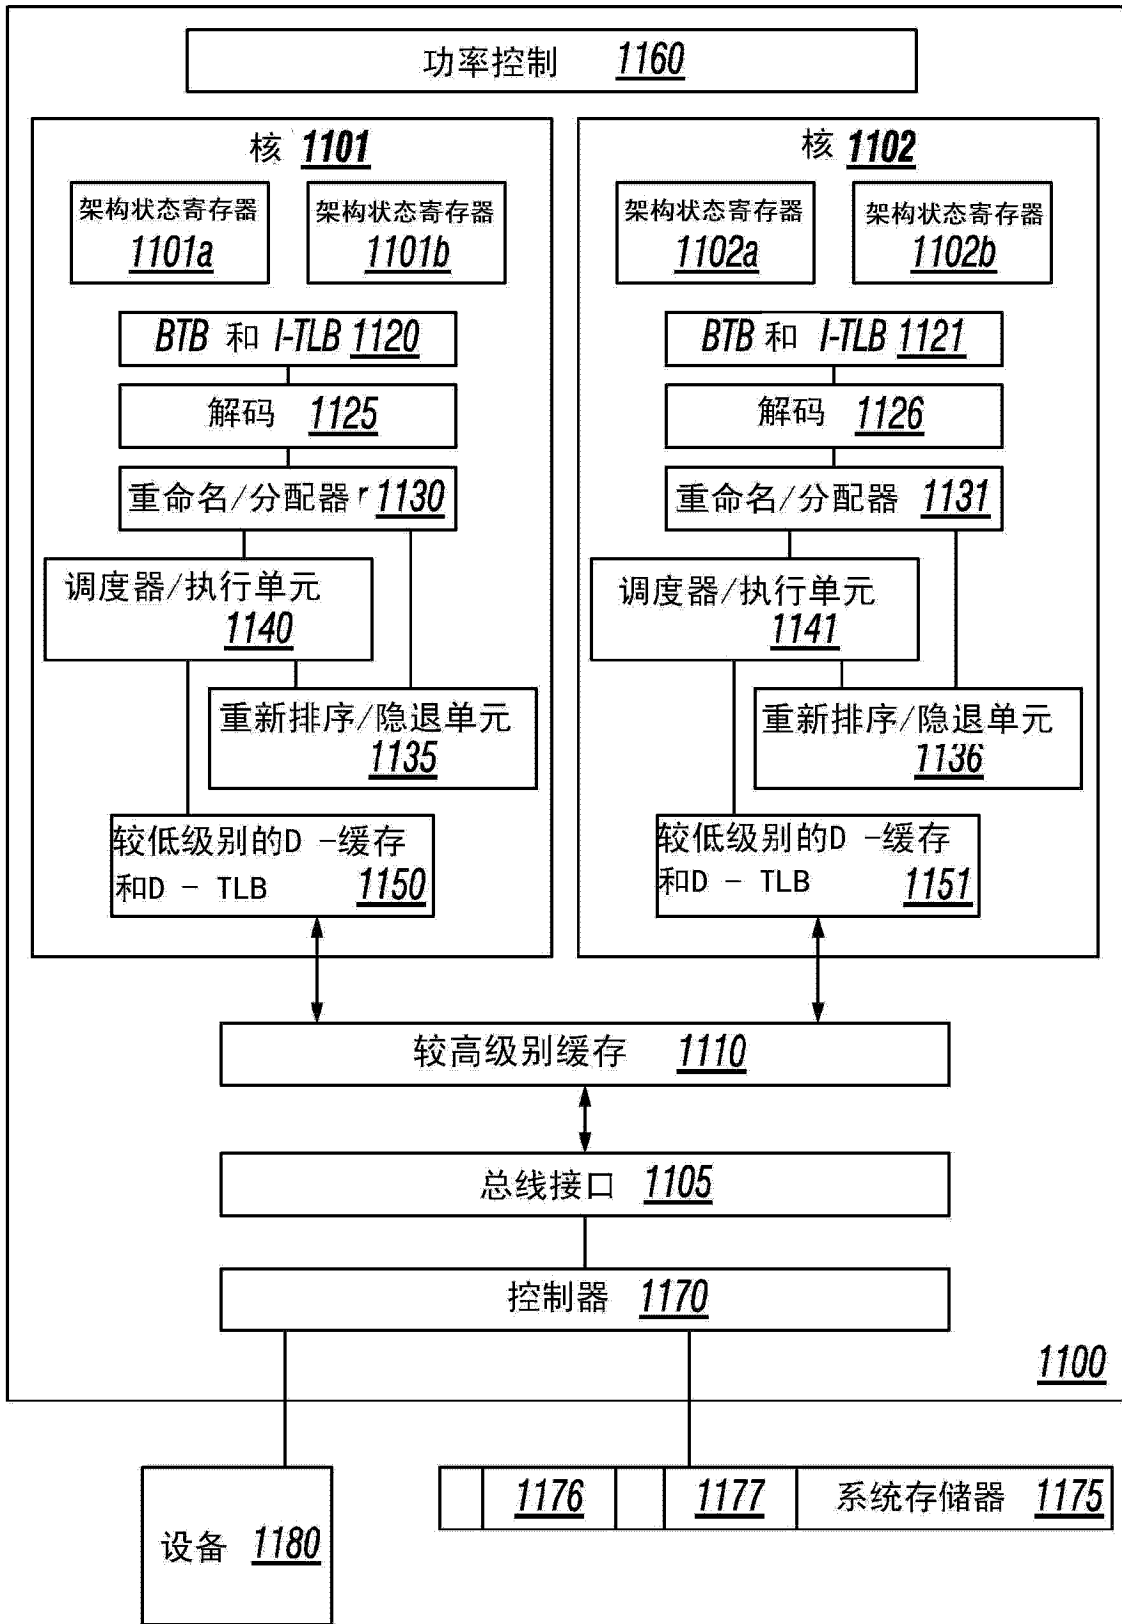 功率控制 1160
核 1101
架构状态寄存器
1101a
架构状态寄存器
1101b
BTB 和 I-TLB 1120
解码 1125
重命名/分配器 r 1130
调度器/执行单元
1140
重新排序/隐退单元
1135
较低级别的D -缓存
和D - TLB 1150
核 1102
架构状态寄存器
1102a
架构状态寄存器
1102b
BTB 和 I-TLB 1121
解码 1126
重命名/分配器 1131
调度器/执行单元
1141
重新排序/隐退单元
1136
较低级别的D -缓存
和D - TLB 1151
较高级别缓存 1110
总线接口 1105
控制器 1170
1100
设备 1180
1176 1177 系统存储器 1175